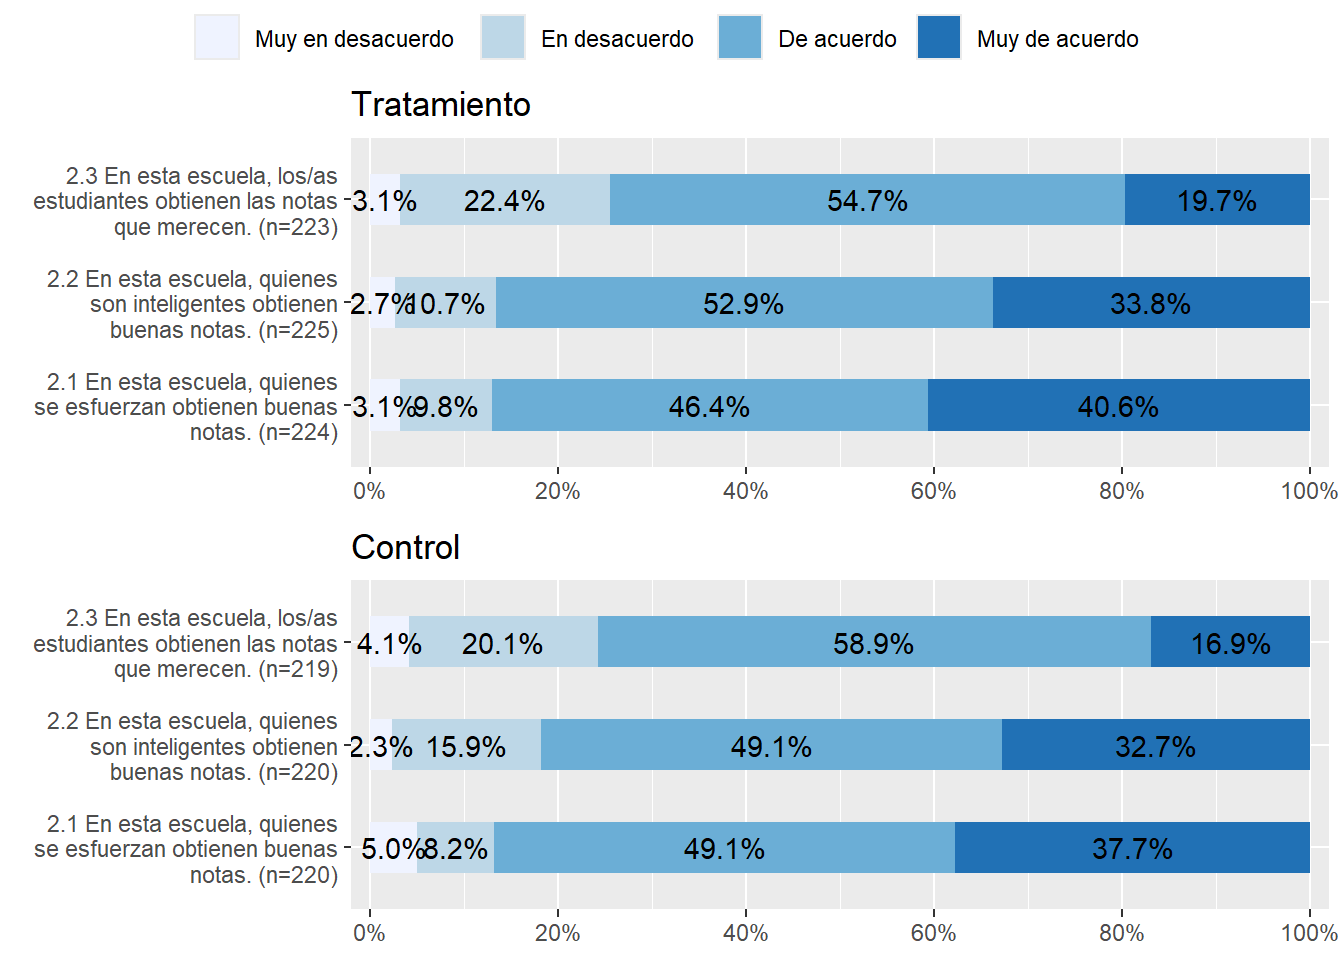 Muy en desacuerdo En desacuerdo De acuerdo Muy de acuerdo
Tratamiento
2.3 En esta escuela, los/as
estudiantes obtienen las notas
que merecen. (n=223)
3.1% 22.4% 54.7% 19.7%
2.2 En esta escuela, quienes
son inteligentes obtienen
buenas notas. (n=225)
2.7% 10.7% 52.9% 33.8%
2.1 En esta escuela, quienes
se esfuerzan obtienen buenas
notas. (n=224)
3.1% 9.8% 46.4% 40.6%
0% 20% 40% 60% 80% 100%
Control
2.3 En esta escuela, los/as
estudiantes obtienen las notas
que merecen. (n=219)
4.1% 20.1% 58.9% 16.9%
2.2 En esta escuela, quienes
son inteligentes obtienen
buenas notas. (n=220)
2.3% 15.9% 49.1% 32.7%
2.1 En esta escuela, quienes
se esfuerzan obtienen buenas
notas. (n=220)
5.0% 8.2% 49.1% 37.7%
0% 20% 40% 60% 80% 100%